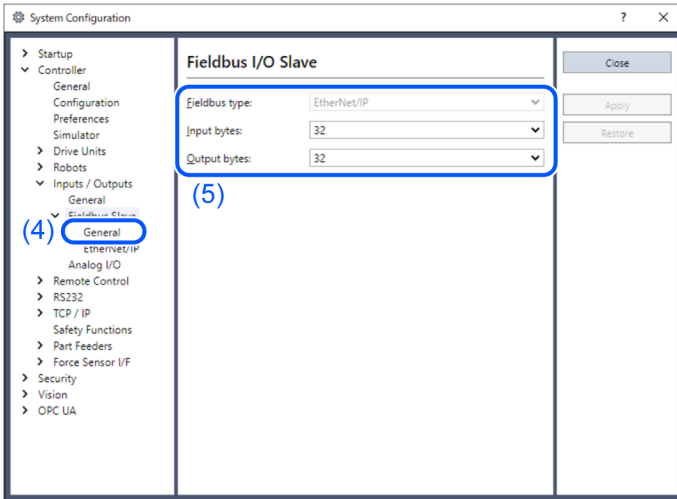 System Configuration
?
Startup
Controller
General
Configuration
Preferences
Simulator
Drive Units
Robots
Inputs / Outputs
General
Fieldbus Slave
(4)
General
EtherNet/IP
Analog I/O
Remote Control
RS232
TCP / IP
Safety Functions
Part Feeders
Force Sensor I/F
Security
Vision
OPC UA
Fieldbus I/O Slave
Fieldbus type: EtherNet/IP
Input bytes: 32
Output bytes: 32
(5)
Close
Apply
Restore